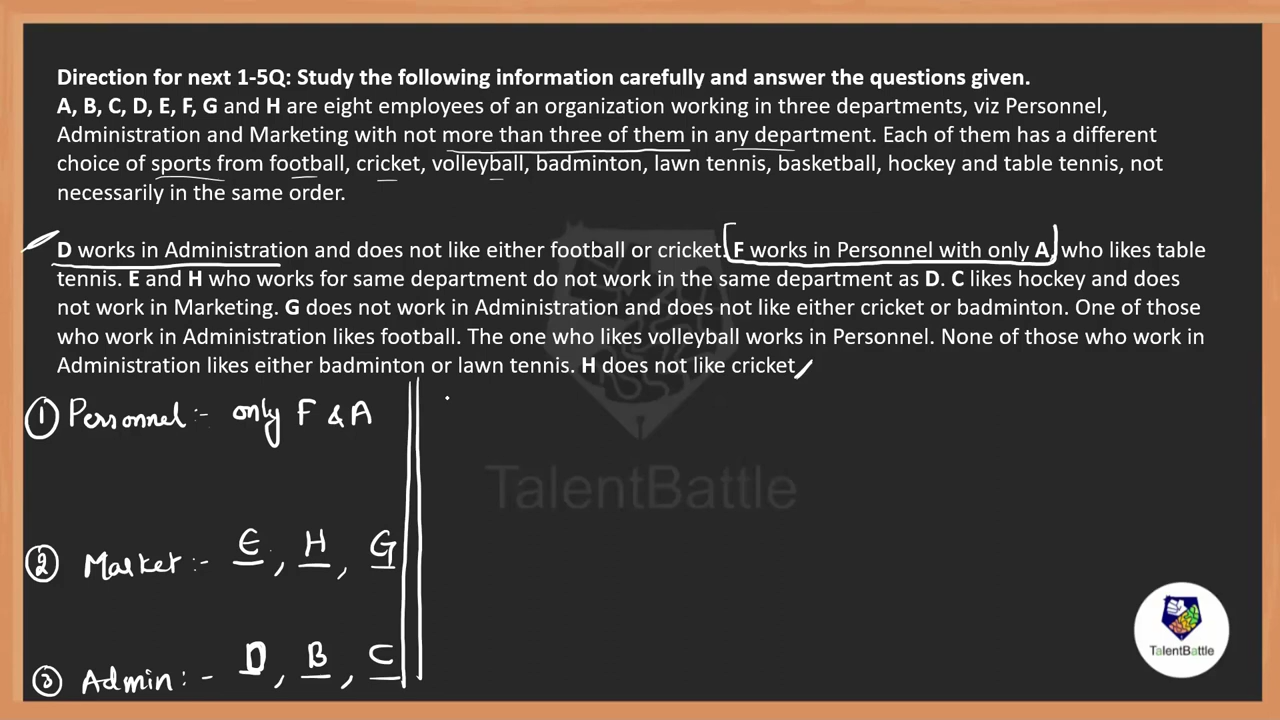 Direction for next 1-5Q: Study the following information carefully and answer the questions given.
A, B, C, D, E, F, G and H are eight employees of an organization working in three departments, viz Personnel,
Administration and Marketing with not more than three of them in any department. Each of them has a different
choice of sports from football, cricket, volleyball, badminton, lawn tennis, basketball, hockey and table tennis, not
necessarily in the same order.
D works in Administration and does not like either football or cricket. F works in Personnel with only A, who likes table
tennis. E and H who works for same department do not work in the same department as D. C likes hockey and does
not work in Marketing. G does not work in Administration and does not like either cricket or badminton. One of those
who work in Administration likes football. The one who likes volleyball works in Personnel. None of those who work in
Administration likes either badminton or lawn tennis. H does not like cricket
① Personnel :- only F & A
② Market :- E, H, G
③ Admin :- D, B, C
TalentBattle
TalentBattle